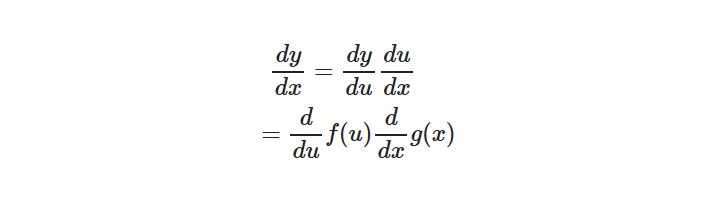 dy/dx = dy/du du/dx
= d/du f(u) d/dx g(x)